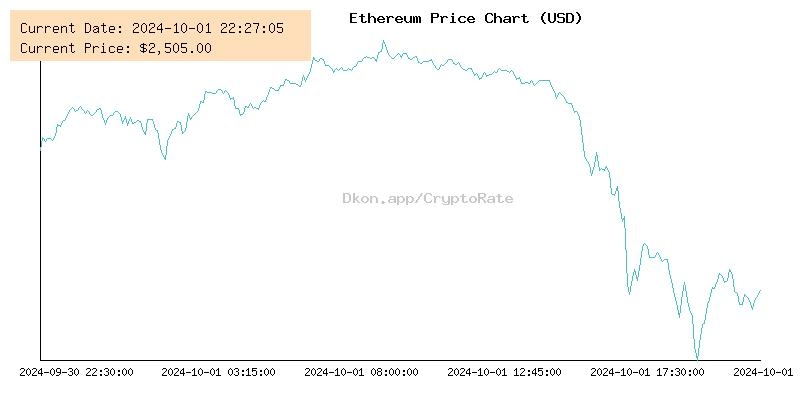 Ethereum Price Chart (USD)
Current Date: 2024-10-01 22:27:05
Current Price: $2,505.00
Dkon.app/CryptoRate
2024-09-30 22:30:00 2024-10-01 03:15:00 2024-10-01 08:00:00 2024-10-01 12:45:00 2024-10-01 17:30:00 2024-10-01